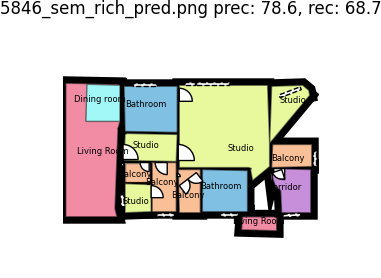 5846_sem_rich_pred.png prec: 78.6, rec: 68.7
Dining room
Bathroom
Studio
Studio
Living Room
Studio
Balcony
Balcony
Balcony
Bathroom
Balcony
Corridor
Studio
Living Room